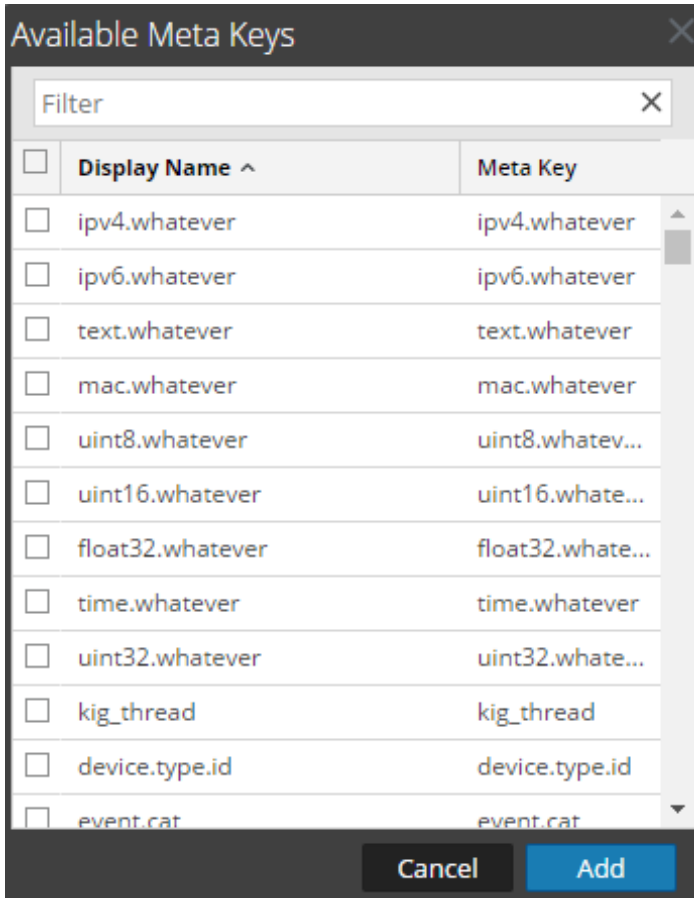 Available Meta Keys
Filter
Display Name Meta Key
ipv4.whatever ipv4.whatever
ipv6.whatever ipv6.whatever
text.whatever text.whatever
mac.whatever mac.whatever
uint8.whatever uint8.whatev...
uint16.whatever uint16.whate...
float32.whatever float32.whate...
time.whatever time.whatever
uint32.whatever uint32.whate...
kig_thread kig_thread
device.type.id device.type.id
event.cat event.cat
Cancel Add